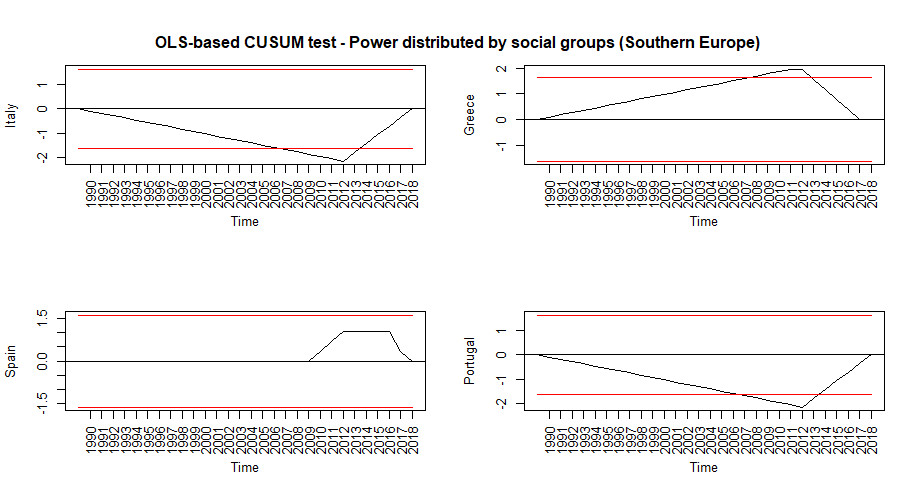 OLS-based CUSUM test - Power distributed by social groups (Southern Europe)
Italy
1
0
-1
-2
1990 1991 1992 1993 1994 1995 1996 1997 1998 1999 2000 2001 2002 2003 2004 2005 2006 2007 2008 2009 2010 2011 2012 2013 2014 2015 2016 2017 2018
Time
Greece
2
1
0
-1
1990 1991 1992 1993 1994 1995 1996 1997 1998 1999 2000 2001 2002 2003 2004 2005 2006 2007 2008 2009 2010 2011 2012 2013 2014 2015 2016 2017 2018
Time
Spain
1.5
0.0
-1.5
1990 1991 1992 1993 1994 1995 1996 1997 1998 1999 2000 2001 2002 2003 2004 2005 2006 2007 2008 2009 2010 2011 2012 2013 2014 2015 2016 2017 2018
Time
Portugal
1
0
-1
-2
1990 1991 1992 1993 1994 1995 1996 1997 1998 1999 2000 2001 2002 2003 2004 2005 2006 2007 2008 2009 2010 2011 2012 2013 2014 2015 2016 2017 2018
Time